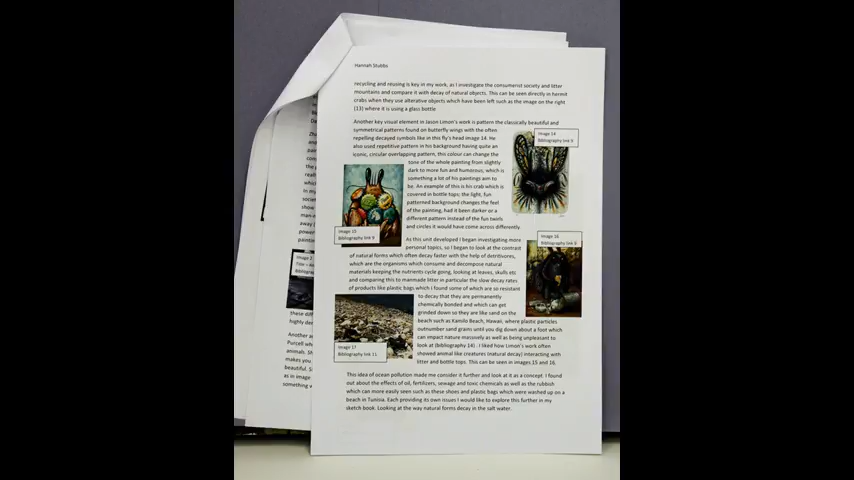 Hannah Stubbs
recycling and reusing is key in my work, as I investigate the consumerist society and litter
mountains and compare it with decay of natural objects. This can be seen directly in hermit
crabs when they use alterative objects which have been left such as the image on the right
(13) where it is using a glass bottle
Another key visual element in Jason Limon's work is pattern the classically beautiful and
symmetrical patterns found on butterfly wings with the often
repelling decayed symbols like in this fly's head image 14. He
also used repetitive pattern in his background having quite an
iconic, circular overlapping pattern, this colour can change the
tone of the whole painting from slightly
dark to more fun and humorous; which is
something a lot of his paintings aim to
be. An example of this is his crab which is
covered in bottle tops; the light, fun
patterned background changes the feel
of the painting, had it been darker or a
different pattern instead of the fun swirls
and circles it would have come across differently.
Image 14
Bibliography link 8
Image 15
Bibliography link 9
As this unit developed I began investigating more
personal topics, so I began to look at the contrast
of natural forms which often decay faster with the help of detritivores,
which are the organisms which consume and decompose natural
materials keeping the nutrients cycle going, looking at leaves, skulls etc
and comparing this to manmade litter in particular the slow decay rates
of products like plastic bags which I found some of which are so resistant
to decay that they are permanently
chemically bonded and which can get
grinded down so they are like sand on the
beach such as Kamilo Beach, Hawaii, where plastic particles
outnumber sand grains until you dig down about a foot which
can impact nature massively as well as being unpleasant to
look at (bibliography 14) . I liked how Limon's work often
showed animal like creatures (natural decay) interacting with
litter and bottle tops. This can be seen in images 15 and 16.
Image 16
Bibliography link 9
Image 17
Bibliography link 11
This idea of ocean pollution made me consider it further and look at it as a concept. I found
out about the effects of oil, fertilizers, sewage and toxic chemicals as well as the rubbish
which can more easily seen such as these shoes and plastic bags which were washed up on a
beach in Tunisia. Each providing its own issues I would like to explore this further in my
sketch book. Looking at the way natural forms decay in the salt water.
these diff
highly de
Another a
Purcell wh
animals. Sh
makes you
beautiful. S
as in image
something w